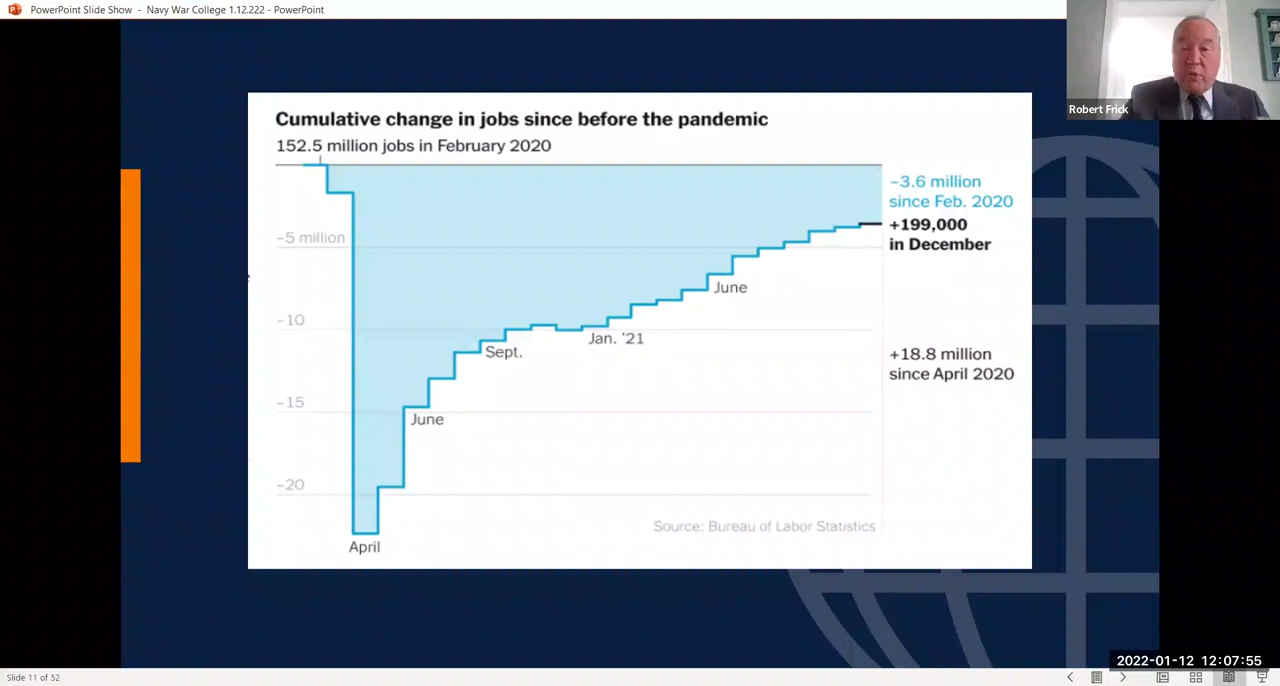 PowerPoint Slide Show - Navy War College 1.12.222 - PowerPoint
Robert Frick
Cumulative change in jobs since before the pandemic
152.5 million jobs in February 2020
−3.6 million
since Feb. 2020
+199,000
in December
−5 million
June
−10
Jan. '21
Sept.
+18.8 million
since April 2020
−15
June
−20
Source: Bureau of Labor Statistics
April
2022-01-12 12:07:55
Slide 11 of 52